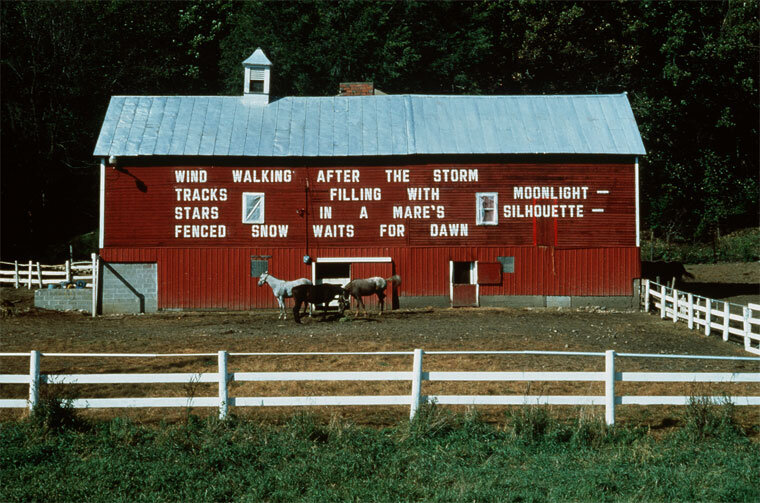 WIND WALKING AFTER THE STORM
TRACKS FILLING WITH MOONLIGHT —
STARS IN A MARE'S SILHOUETTE —
FENCED SNOW WAITS FOR DAWN